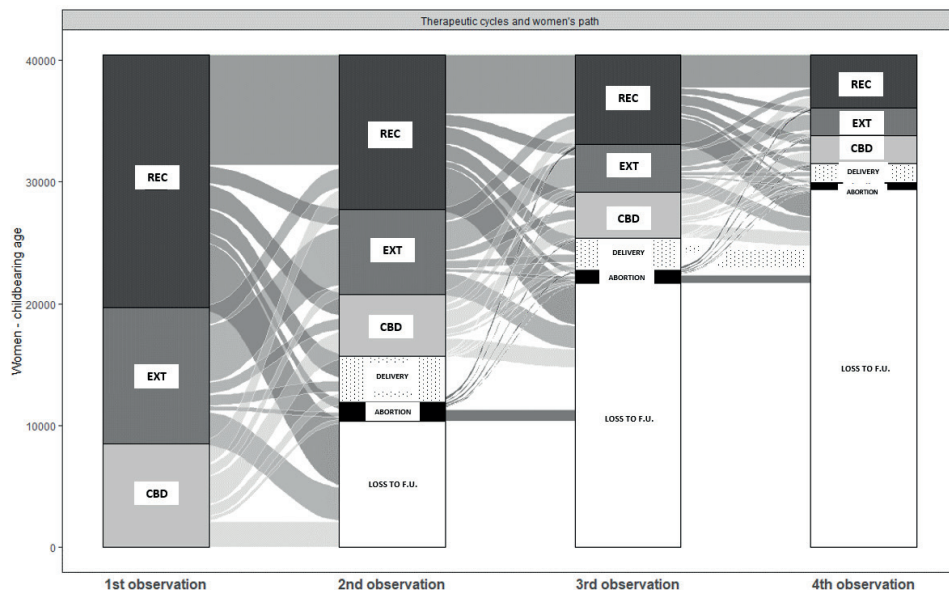 Therapeutic cycles and women's path
Women - childbearing age
40000
30000
20000
10000
0
REC
EXT
CBD
REC
EXT
CBD
DELIVERY
ABORTION
LOSS TO F.U.
REC
EXT
CBD
DELIVERY
ABORTION
LOSS TO F.U.
REC
EXT
CBD
DELIVERY
ABORTION
LOSS TO F.U.
1st observation
2nd observation
3rd observation
4th observation